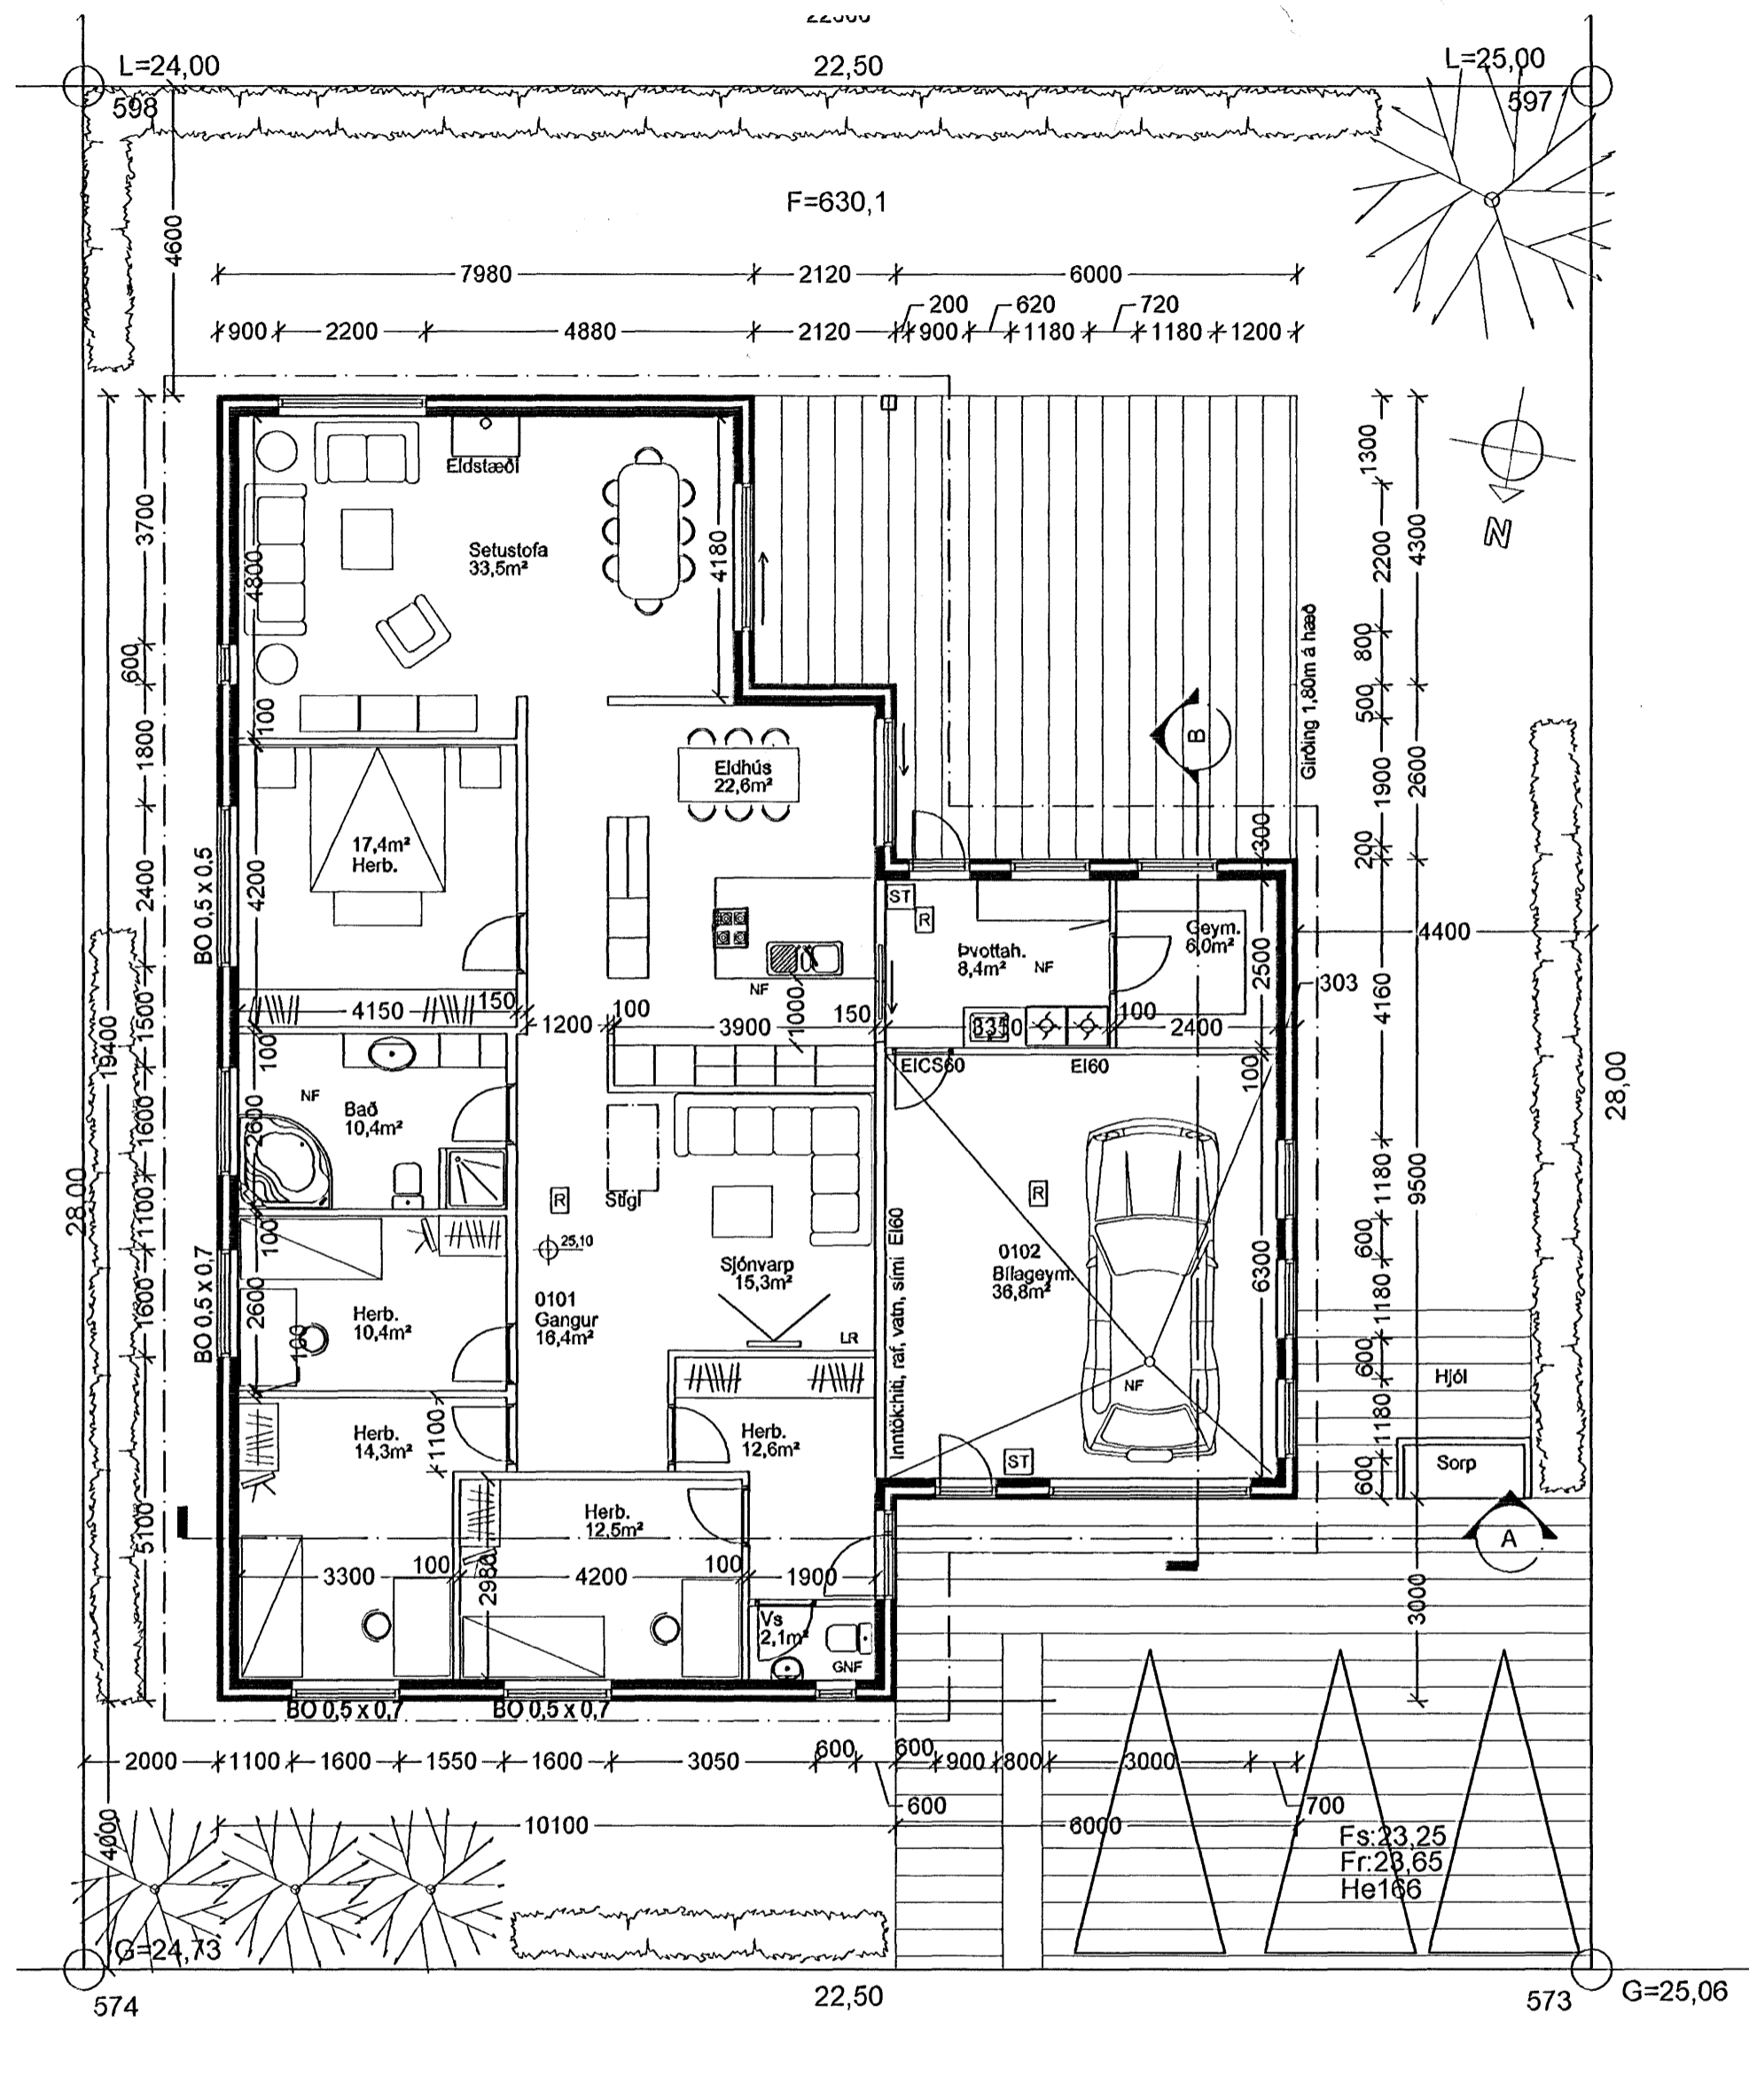 L=24,00
22,50
L=25,00
598
597
F=630,1
4600
7980
2120
6000
200
620
720
900
2200
4880
2120
900
1180
1180
1200
Eldstæði
Setustofa
33,5m²
4800
4180
3700
600
1800
2400
1500
1600
1100
1600
5100
19400
28,00
1300
2200
800
500
1900
200
4300
2600
N
Girðing 1,80m á hæð
B
100
Eldhús
22,6m²
17,4m²
Herb.
4200
BO 0,5 x 0,5
300
ST
R
Þvottah.
8,4m²
NF
Geym.
6,0m²
2500
4400
303
4160
NF
1000
4150
150
1200
100
3900
150
3350
100
2400
EICS60
EI60
100
100
NF
Bað
10,4m²
2600
Stigi
R
R
25,10
100
Sjónvarp
15,3m²
LR
0101
Gangur
16,4m²
Herb.
10,4m²
2600
100
BO 0,5 x 0,7
Inntök:hiti, raf, vatn, sími EI60
0102
Bílageym.
36,8m²
6300
NF
1180
600
1180
600
1180
600
9500
28,00
Hjól
Sorp
A
Herb.
14,3m²
1100
Herb.
12,6m²
ST
Herb.
12,5m²
3300
100
2980
4200
100
1900
Vs
2,1m²
GNF
3000
BO 0,5 x 0,7
BO 0,5 x 0,7
2000
1100
1600
1550
1600
3050
600
600
900
800
3000
600
700
10100
6000
4000
Fs:23,25
Fr:23,65
He166
G=24,73
574
22,50
573
G=25,06